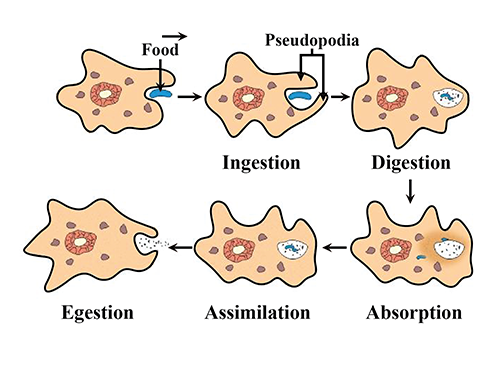 Food
Pseudopodia
Ingestion
Digestion
Egestion
Assimilation
Absorption